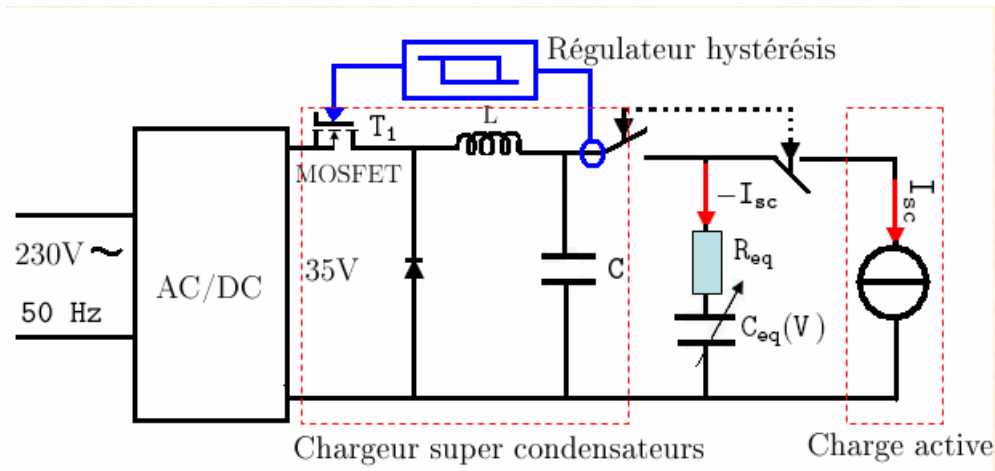 Régulateur hystérésis
T1
L
MOSFET
-Isc
Isc
230V ~
AC/DC
35V
C
Req
Ceq(V)
50 Hz
Chargeur super condensateurs
Charge active